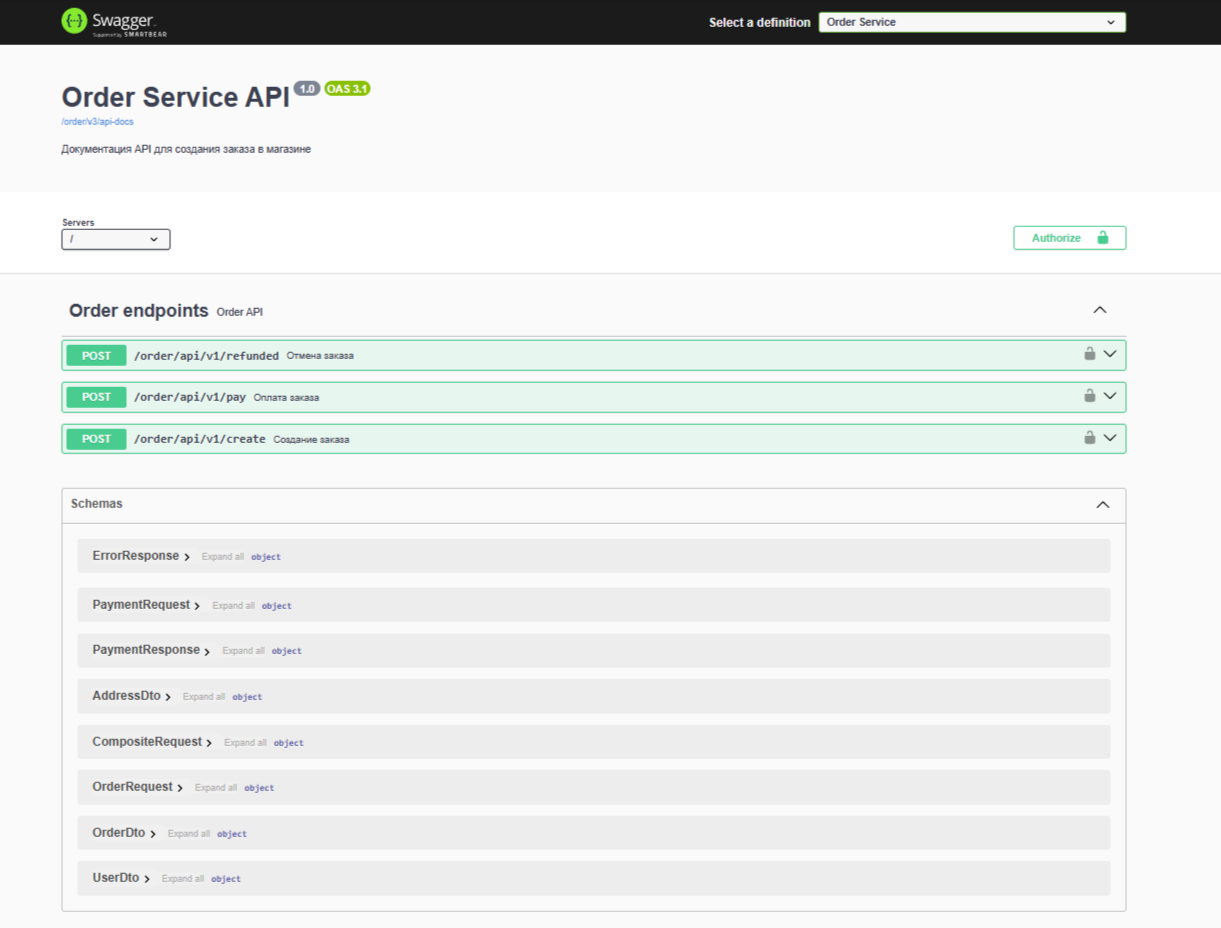 Swagger.
Supported by SMARTBEAR
Select a definition
Order Service
Order Service API 1.0 OAS 3.1
/order/v3/api-docs
Документация API для создания заказа в магазине
Servers
/
Authorize
Order endpoints Order API
POST /order/api/v1/refunded Отмена заказа
POST /order/api/v1/pay Оплата заказа
POST /order/api/v1/create Создание заказа
Schemas
ErrorResponse Expand all object
PaymentRequest Expand all object
PaymentResponse Expand all object
AddressDto Expand all object
CompositeRequest Expand all object
OrderRequest Expand all object
OrderDto Expand all object
UserDto Expand all object